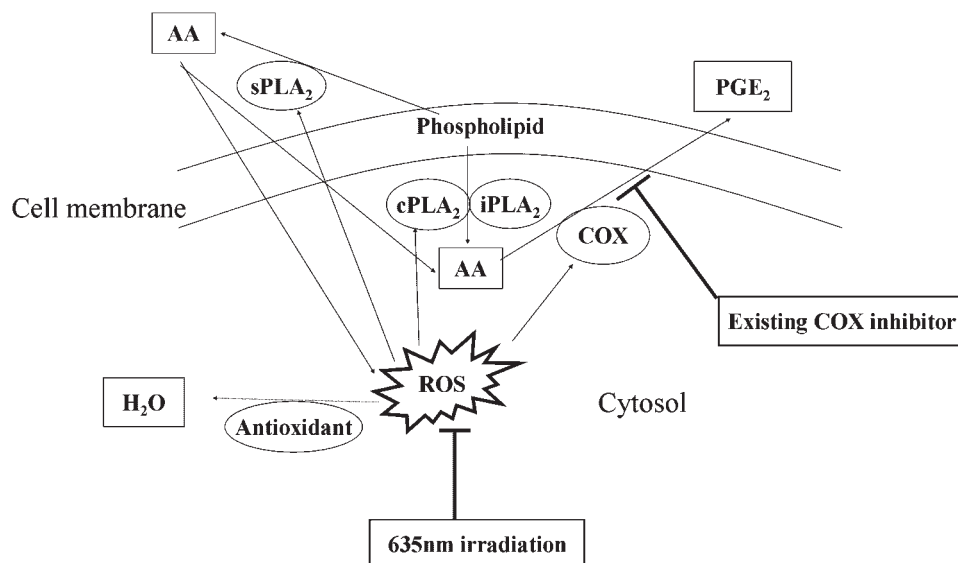 AA
sPLA₂
PGE₂
Phospholipid
Cell membrane
cPLA₂
iPLA₂
COX
AA
Existing COX inhibitor
ROS
H₂O
Cytosol
Antioxidant
635nm irradiation